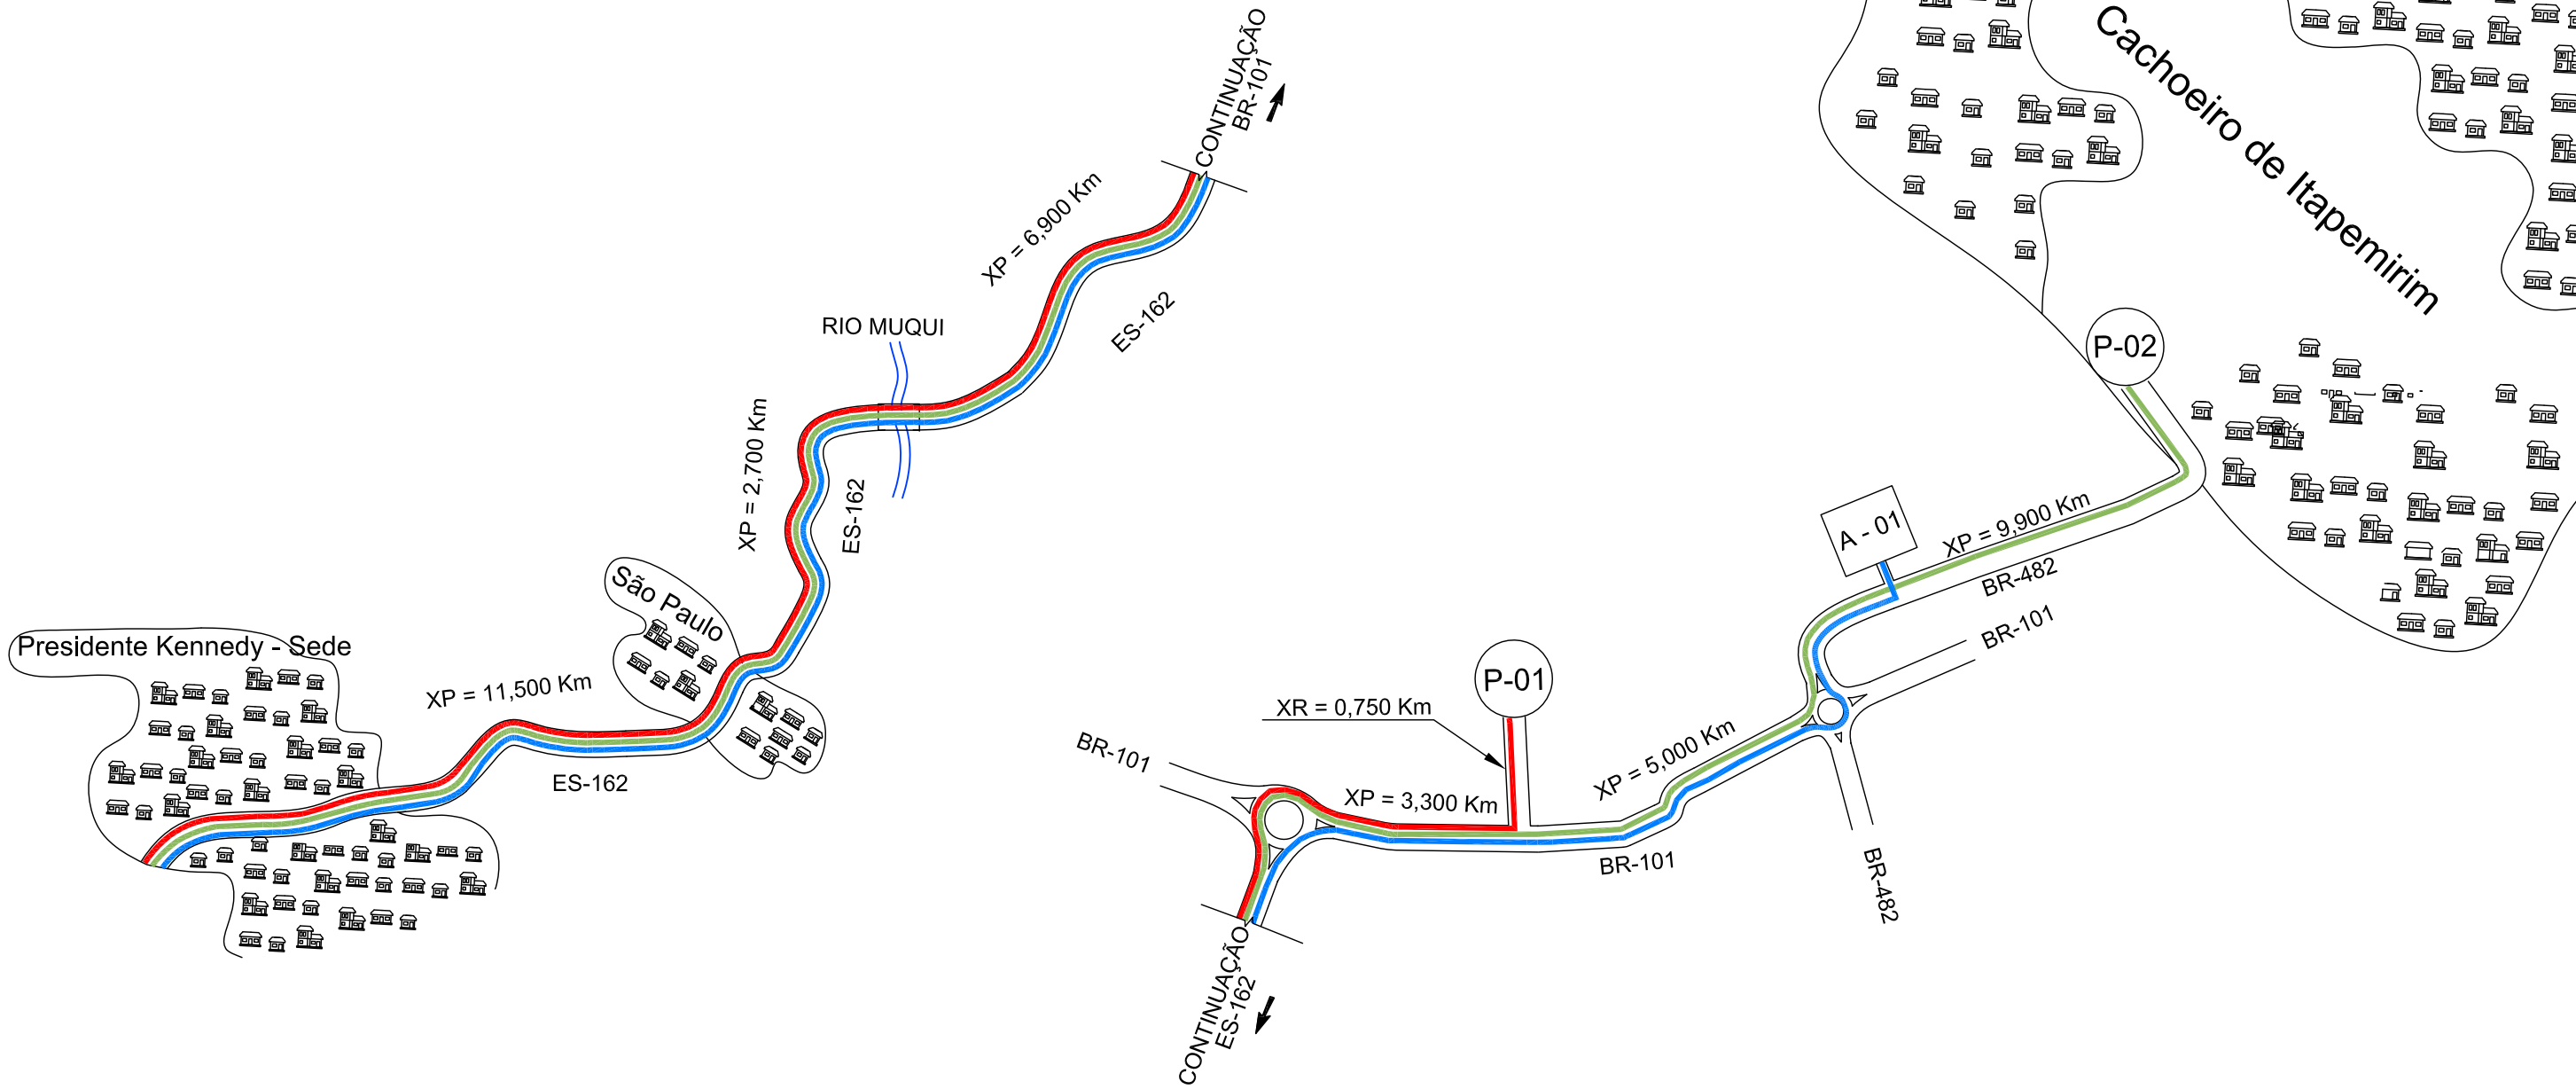 CONTINUAÇÃO
BR-101
Cachoeiro de Itapemirim
XP = 6,900 Km
ES-162
RIO MUQUI
P-02
XP = 2,700 Km
ES-162
A - 01
XP = 9,900 Km
BR-482
São Paulo
BR-101
Presidente Kennedy - Sede
P-01
XP = 11,500 Km
XR = 0,750 Km
BR-101
XP = 5,000 Km
ES-162
XP = 3,300 Km
BR-101
BR-482
CONTINUAÇÃO
ES-162